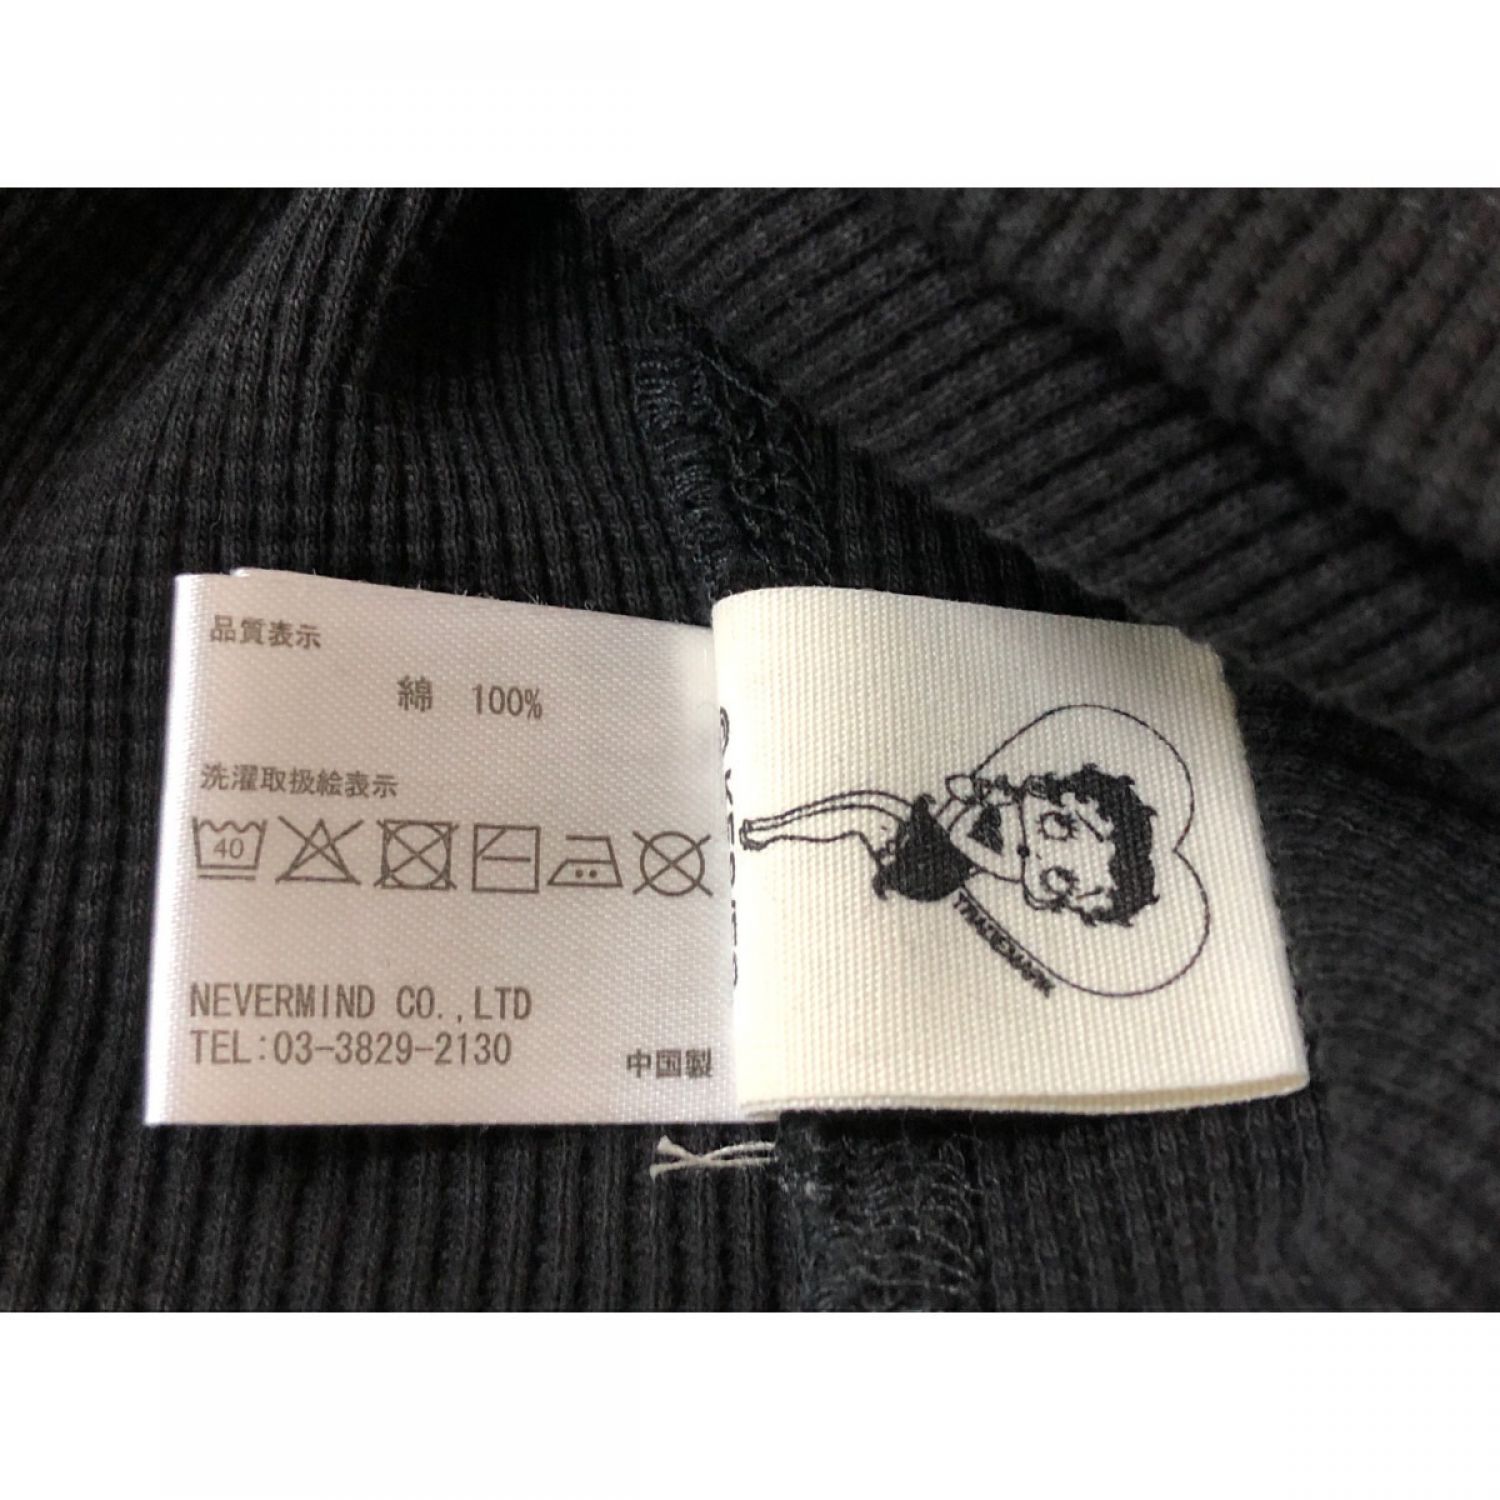 品質表示
綿 100%
洗濯取扱絵表示
40
NEVERMIND CO.,LTD
TEL:03-3829-2130
中国製
TRADEMARK